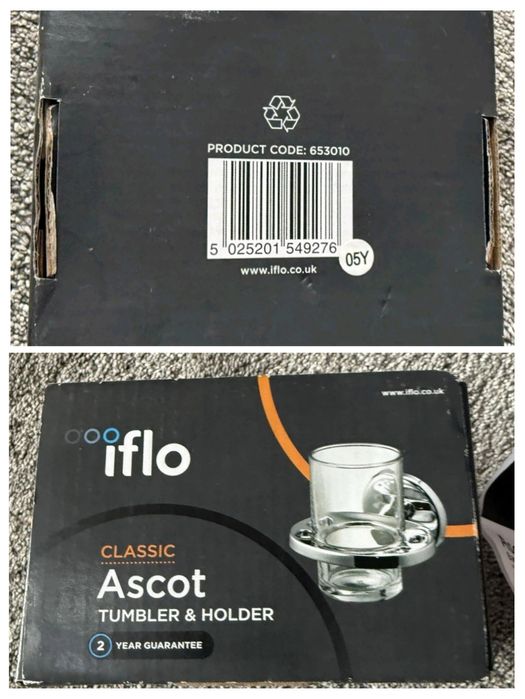 PRODUCT CODE: 653010
5 025201 549276
05Y
www.iflo.co.uk
www.iflo.co.uk
iflo
CLASSIC
Ascot
TUMBLER & HOLDER
2 YEAR GUARANTEE